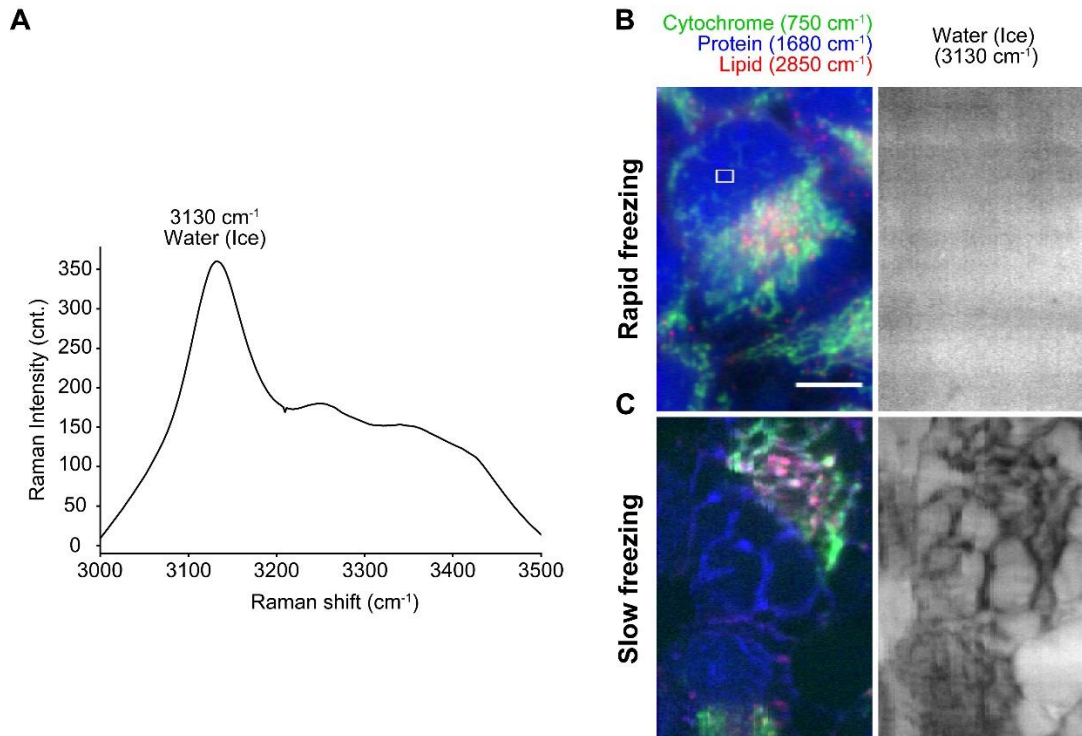 A
3130 cm⁻¹
Water (Ice)
350
300
250
200
150
100
50
0
Raman Intensity (cnt.)
3000 3100 3200 3300 3400 3500
Raman shift (cm⁻¹)
B
Cytochrome (750 cm⁻¹)
Protein (1680 cm⁻¹)
Lipid (2850 cm⁻¹)
Water (Ice)
(3130 cm⁻¹)
Rapid freezing
C
Slow freezing